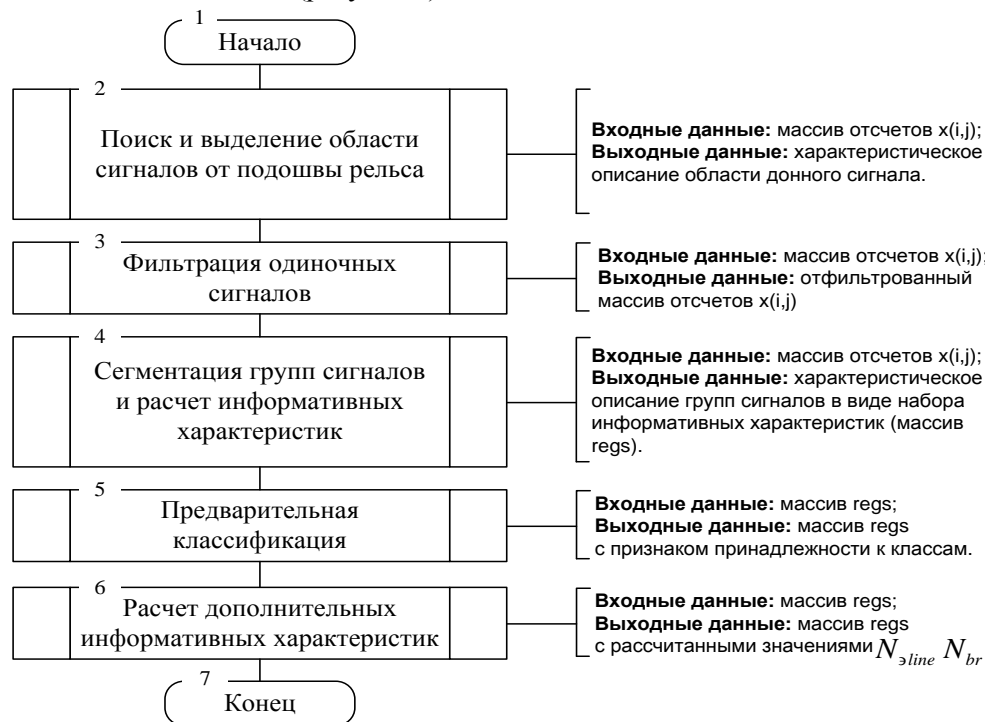 1
Начало
2
Поиск и выделение области
сигналов от подошвы рельса
Входные данные: массив отсчетов x(i,j);
Выходные данные: характеристическое
описание области донного сигнала.
3
Фильтрация одиночных
сигналов
Входные данные: массив отсчетов x(i,j);
Выходные данные: отфильтрованный
массив отсчетов x(i,j)
4
Сегментация групп сигналов
и расчет информативных
характеристик
Входные данные: массив отсчетов x(i,j);
Выходные данные: характеристическое
описание групп сигналов в виде набора
информативных характеристик (массив
regs).
5
Предварительная
классификация
Входные данные: массив regs;
Выходные данные: массив regs
с признаком принадлежности к классам.
6
Расчет дополнительных
информативных характеристик
Входные данные: массив regs;
Выходные данные: массив regs
с рассчитанными значениями N эline N br
7
Конец